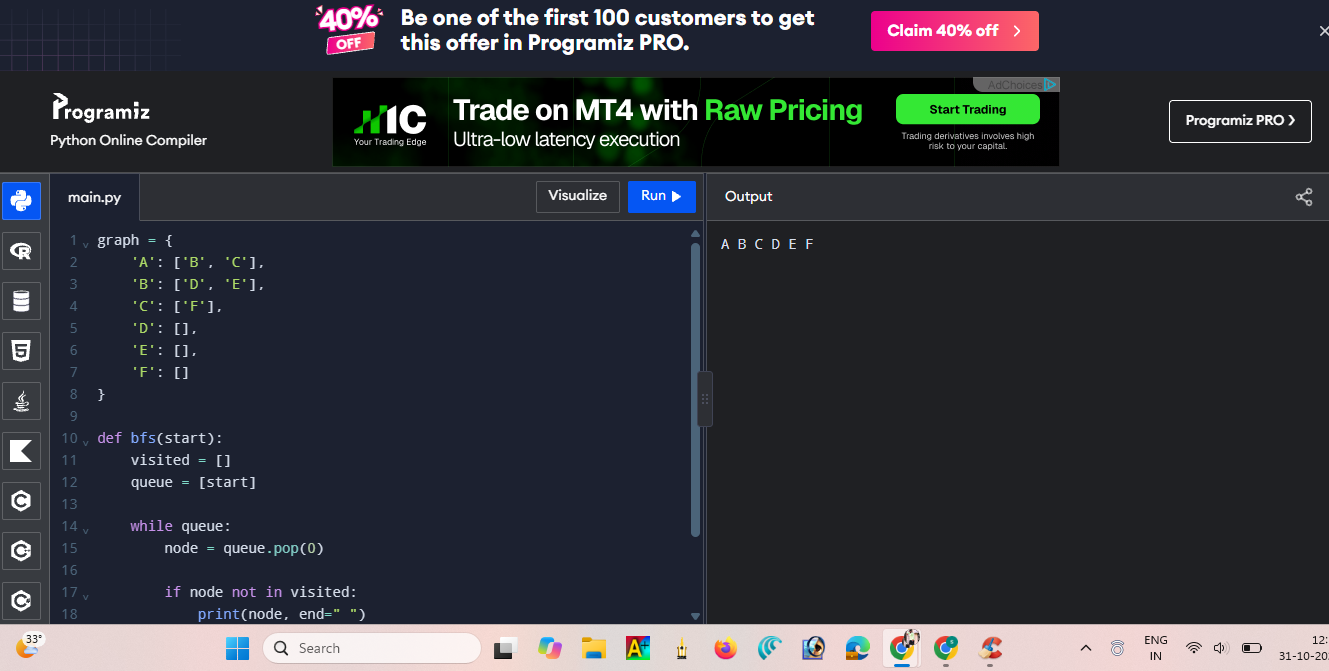 40%
OFF
Be one of the first 100 customers to get
this offer in Programiz PRO.
Claim 40% off
Programiz
Python Online Compiler
IC
Your Trading Edge
Trade on MT4 with Raw Pricing
Ultra-low latency execution
AdChoices
Start Trading
Trading derivatives involves high
risk to your capital.
Programiz PRO
main.py
Visualize
Run
Output
1 graph = {
2     'A': ['B', 'C'],
3     'B': ['D', 'E'],
4     'C': ['F'],
5     'D': [],
6     'E': [],
7     'F': []
8 }
9
10 def bfs(start):
11     visited = []
12     queue = [start]
13
14     while queue:
15         node = queue.pop(0)
16
17         if node not in visited:
18             print(node, end=" ")
A B C D E F
33°
Search
ENG
IN
12:
31-10-20